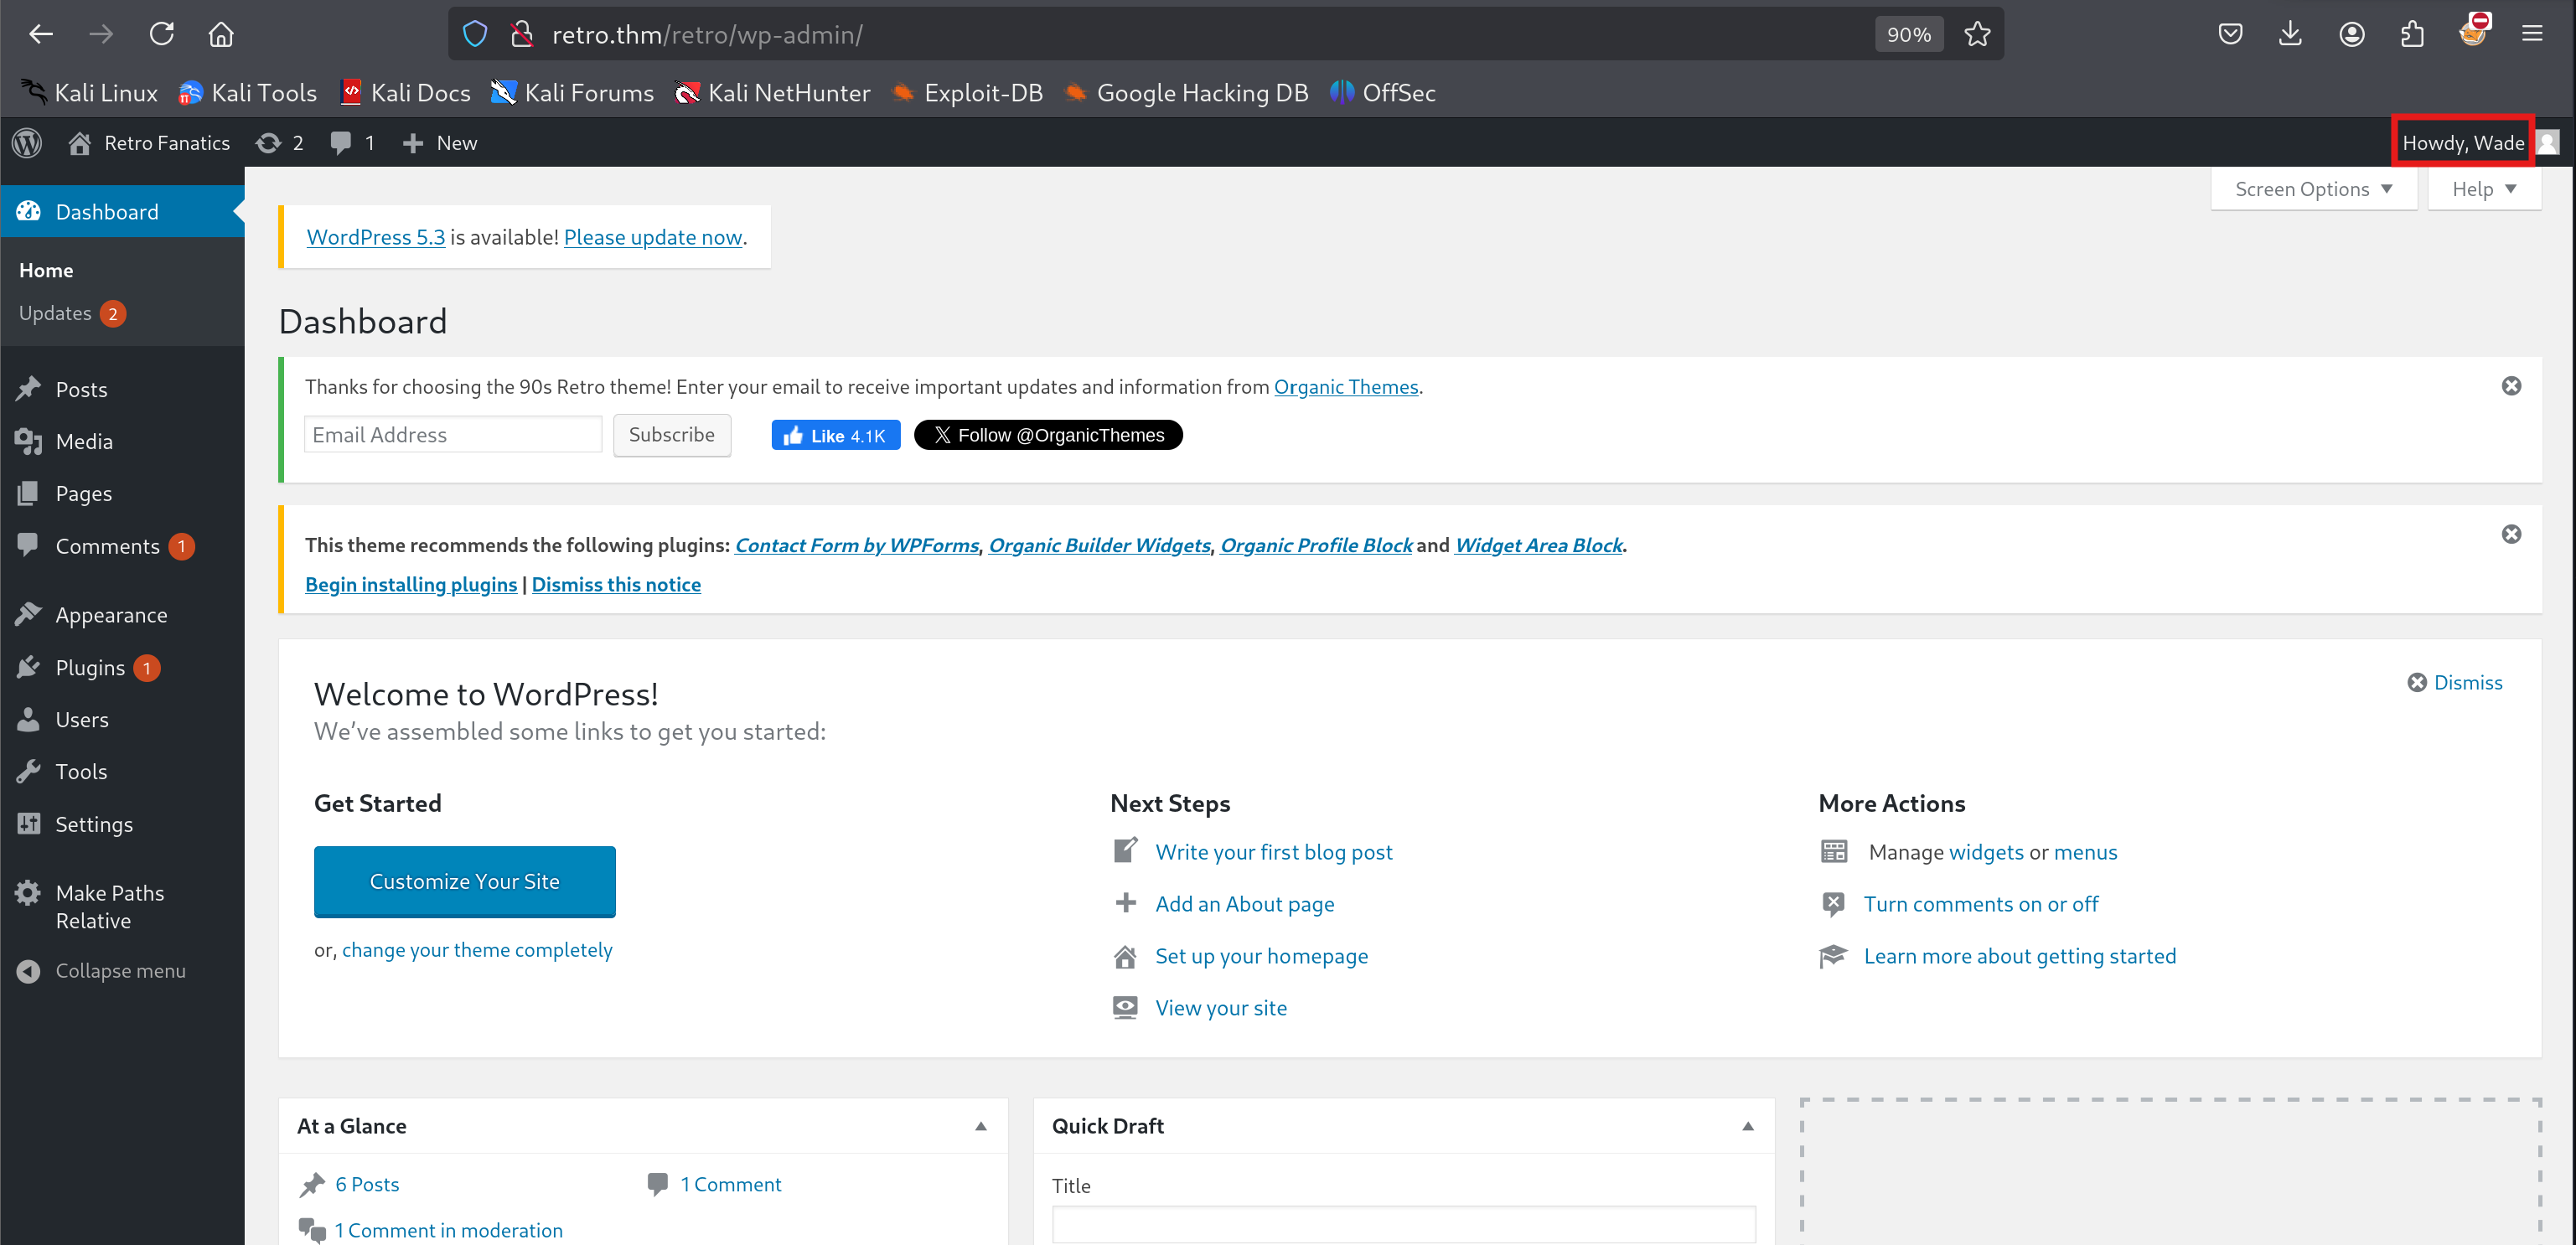 retro.thm/retro/wp-admin/
90%
Kali Linux Kali Tools Kali Docs Kali Forums Kali NetHunter Exploit-DB Google Hacking DB OffSec
Retro Fanatics 2 1 New Howdy, Wade
Screen Options Help
Dashboard
Home
Updates 2
Posts
Media
Pages
Comments 1
Appearance
Plugins 1
Users
Tools
Settings
Make Paths
Relative
Collapse menu
WordPress 5.3 is available! Please update now.
Dashboard
Thanks for choosing the 90s Retro theme! Enter your email to receive important updates and information from Organic Themes.
Email Address Subscribe Like 4.1K Follow @OrganicThemes
This theme recommends the following plugins: Contact Form by WPForms, Organic Builder Widgets, Organic Profile Block and Widget Area Block.
Begin installing plugins | Dismiss this notice
Welcome to WordPress!
Dismiss
We’ve assembled some links to get you started:
Get Started
Customize Your Site
or, change your theme completely
Next Steps
Write your first blog post
Add an About page
Set up your homepage
View your site
More Actions
Manage widgets or menus
Turn comments on or off
Learn more about getting started
At a Glance
6 Posts 1 Comment
1 Comment in moderation
Quick Draft
Title